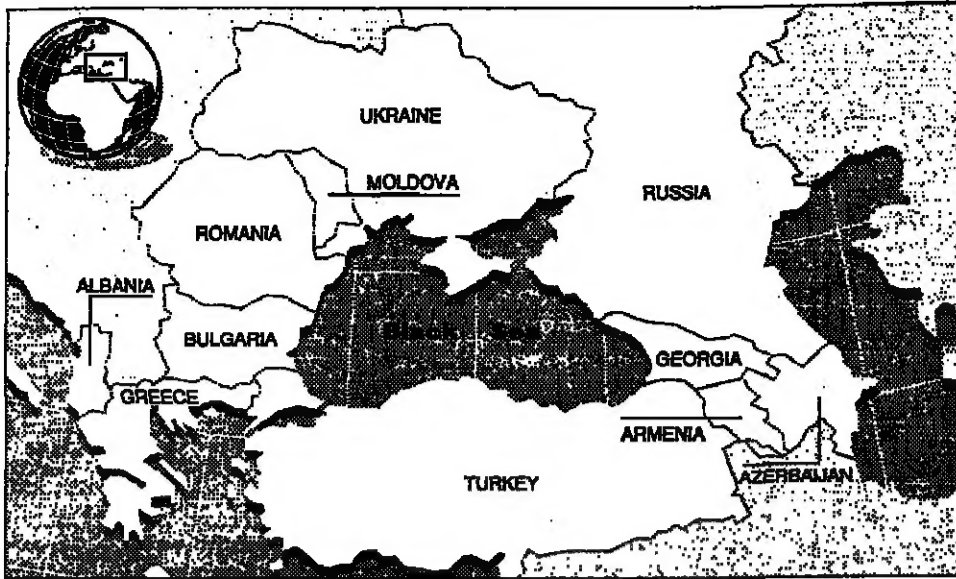 UKRAINE
MOLDOVA
RUSSIA
ROMANIA
ALBANIA
Black Sea
BULGARIA
GEORGIA
GREECE
ARMENIA
AZERBAIJAN
TURKEY